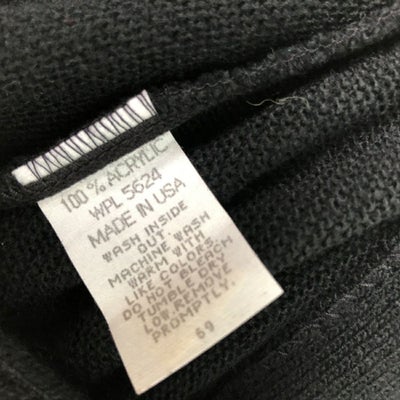 100% ACRYLIC
WPL 5624
MADE IN USA
WASH INSIDE
OUT.
MACHINE WASH
WARM WITH
LIKE COLORS.
DO NOT BLEACH
TUMBLE DRY
LOW.REMOVE
PROMPTLY.
69